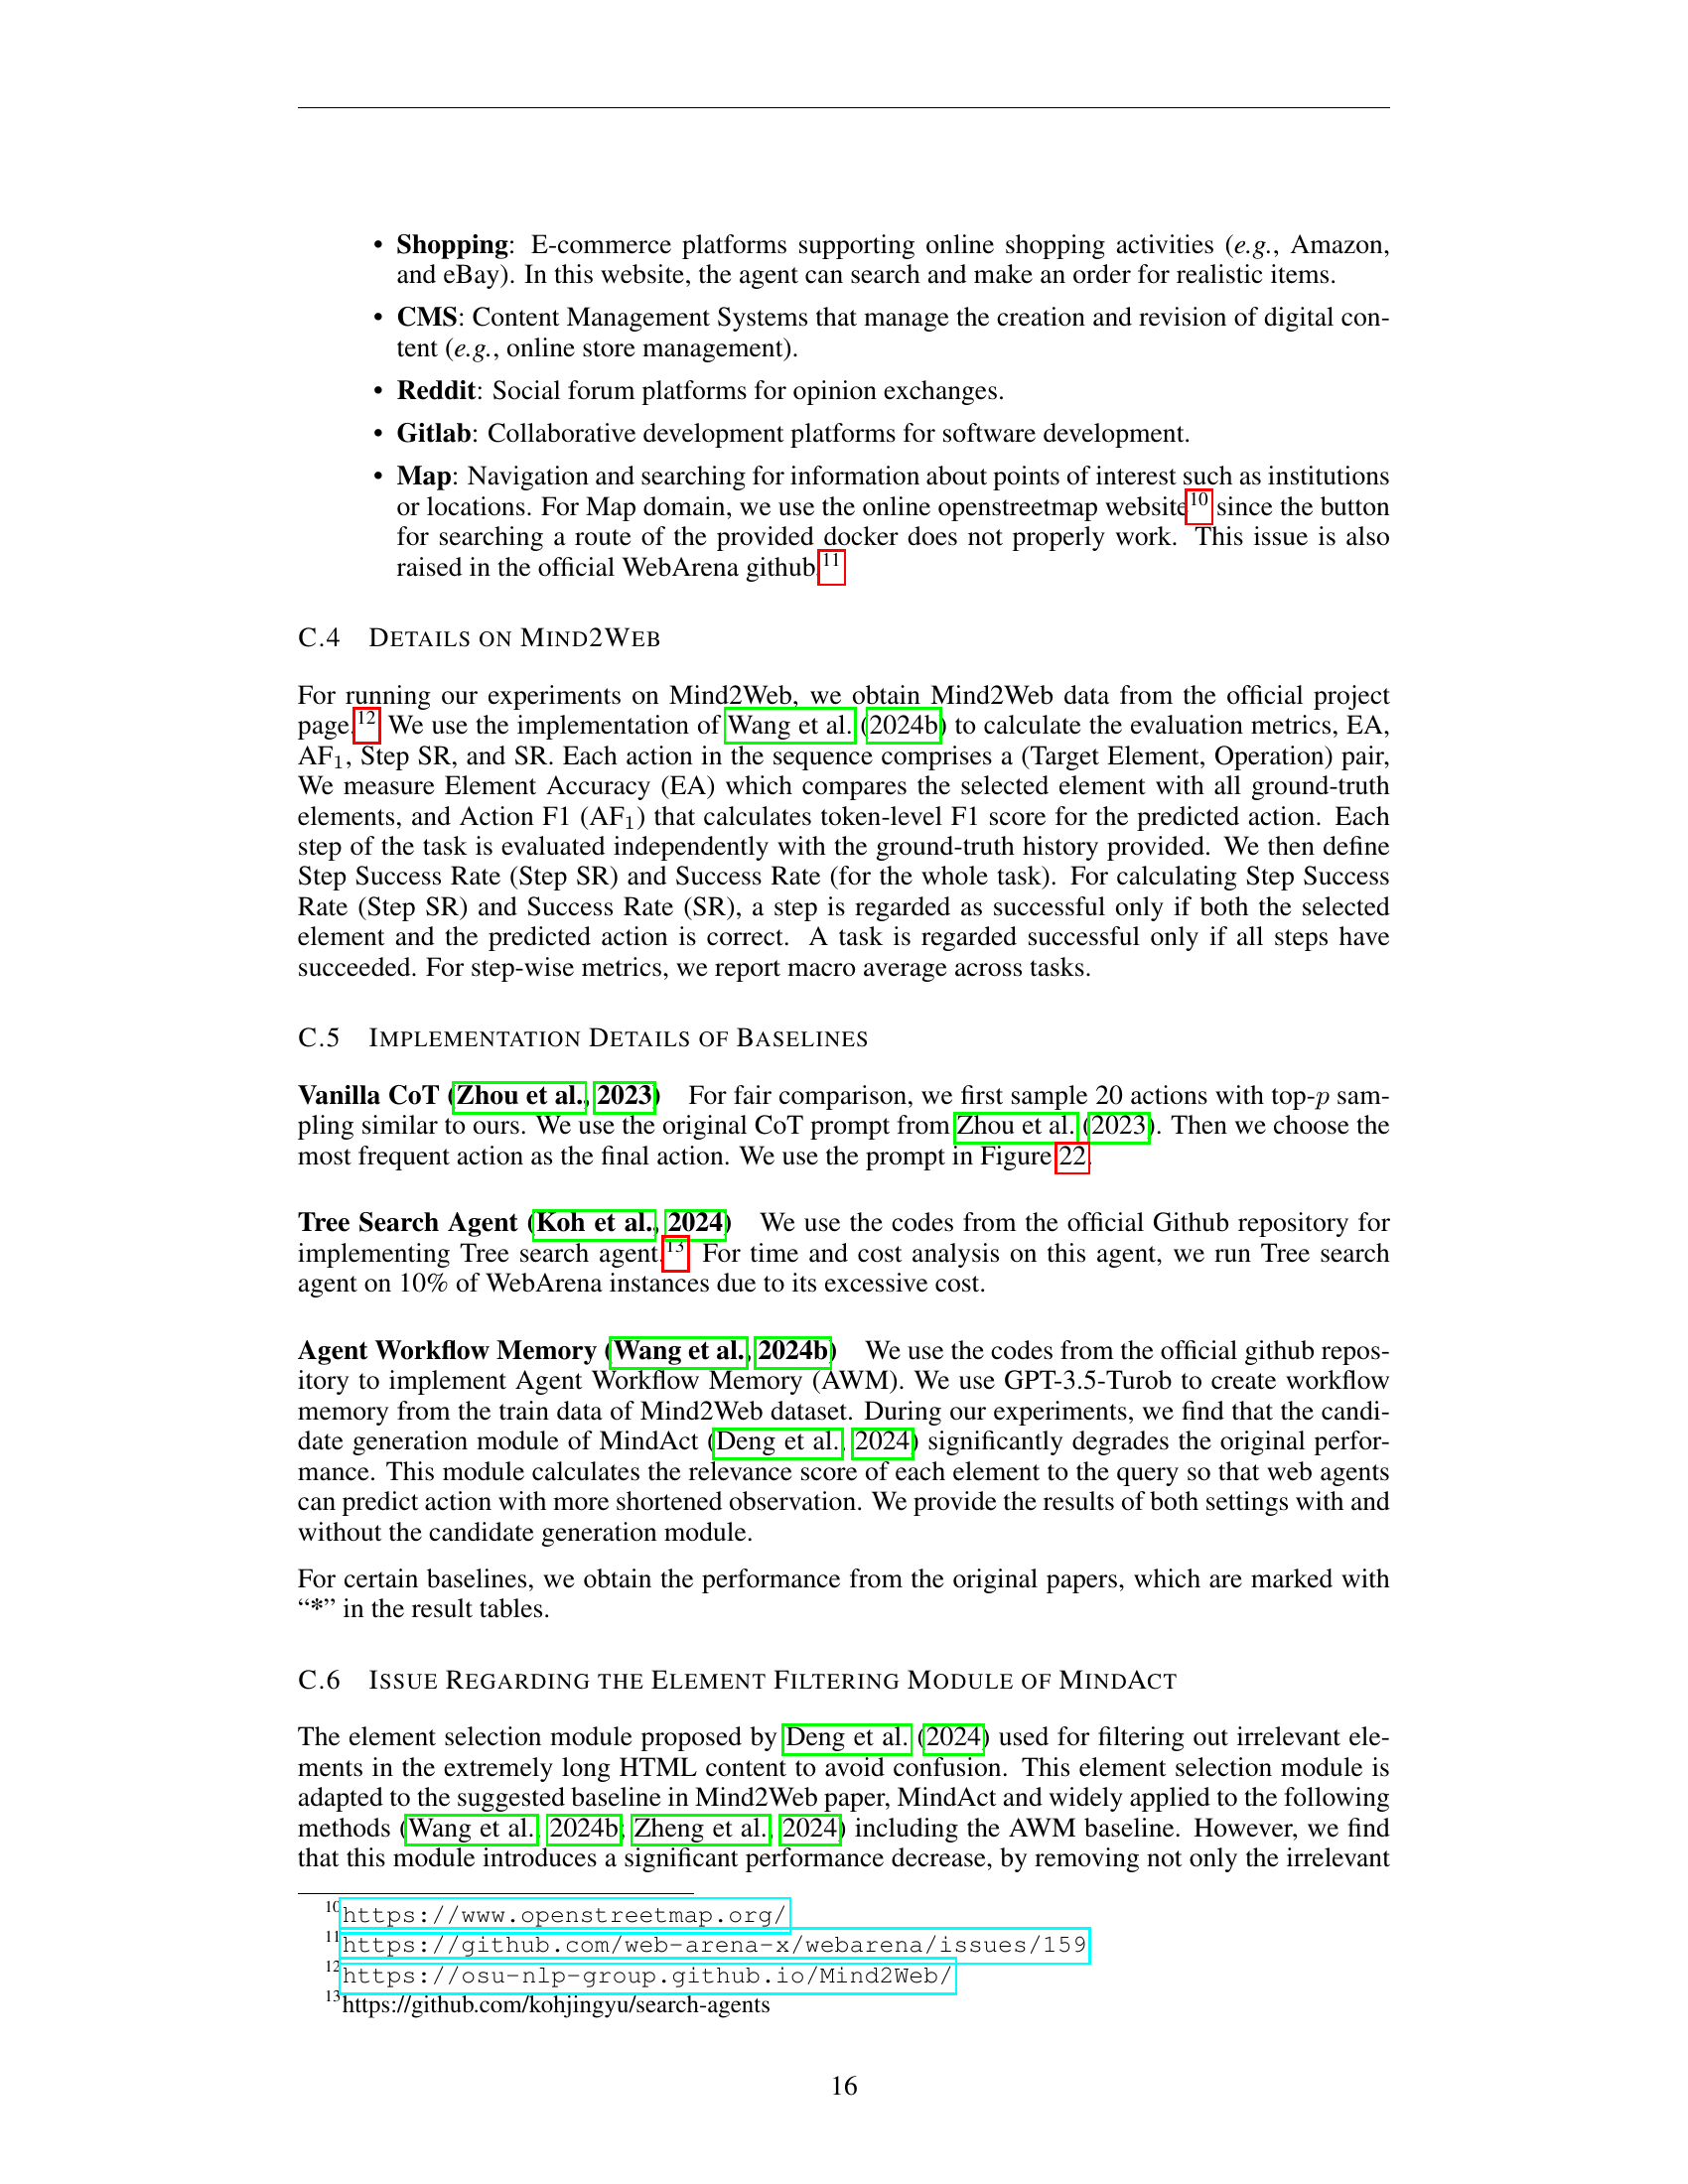 • Shopping: E-commerce platforms supporting online shopping activities (e.g., Amazon,
and eBay). In this website, the agent can search and make an order for realistic items.
• CMS: Content Management Systems that manage the creation and revision of digital con-
tent (e.g., online store management).
• Reddit: Social forum platforms for opinion exchanges.
• Gitlab: Collaborative development platforms for software development.
• Map: Navigation and searching for information about points of interest such as institutions
or locations. For Map domain, we use the online openstreetmap website10 since the button
for searching a route of the provided docker does not properly work. This issue is also
raised in the official WebArena github.11
C.4 DETAILS ON MIND2WEB
For running our experiments on Mind2Web, we obtain Mind2Web data from the official project
page.12 We use the implementation of Wang et al. (2024b) to calculate the evaluation metrics, EA,
AF1, Step SR, and SR. Each action in the sequence comprises a (Target Element, Operation) pair,
We measure Element Accuracy (EA) which compares the selected element with all ground-truth
elements, and Action F1 (AF1) that calculates token-level F1 score for the predicted action. Each
step of the task is evaluated independently with the ground-truth history provided. We then define
Step Success Rate (Step SR) and Success Rate (for the whole task). For calculating Step Success
Rate (Step SR) and Success Rate (SR), a step is regarded as successful only if both the selected
element and the predicted action is correct. A task is regarded successful only if all steps have
succeeded. For step-wise metrics, we report macro average across tasks.
C.5 IMPLEMENTATION DETAILS OF BASELINES
Vanilla CoT (Zhou et al., 2023) For fair comparison, we first sample 20 actions with top-p sam-
pling similar to ours. We use the original CoT prompt from Zhou et al. (2023). Then we choose the
most frequent action as the final action. We use the prompt in Figure 22.
Tree Search Agent (Koh et al., 2024) We use the codes from the official Github repository for
implementing Tree search agent.13 For time and cost analysis on this agent, we run Tree search
agent on 10% of WebArena instances due to its excessive cost.
Agent Workflow Memory (Wang et al., 2024b) We use the codes from the official github repos-
itory to implement Agent Workflow Memory (AWM). We use GPT-3.5-Turob to create workflow
memory from the train data of Mind2Web dataset. During our experiments, we find that the candi-
date generation module of MindAct (Deng et al., 2024) significantly degrades the original perfor-
mance. This module calculates the relevance score of each element to the query so that web agents
can predict action with more shortened observation. We provide the results of both settings with and
without the candidate generation module.
For certain baselines, we obtain the performance from the original papers, which are marked with
“*” in the result tables.
C.6 ISSUE REGARDING THE ELEMENT FILTERING MODULE OF MINDACT
The element selection module proposed by Deng et al. (2024) used for filtering out irrelevant ele-
ments in the extremely long HTML content to avoid confusion. This element selection module is
adapted to the suggested baseline in Mind2Web paper, MindAct and widely applied to the following
methods (Wang et al., 2024b; Zheng et al., 2024) including the AWM baseline. However, we find
that this module introduces a significant performance decrease, by removing not only the irrelevant
10https://www.openstreetmap.org/
11https://github.com/web-arena-x/webarena/issues/159
12https://osu-nlp-group.github.io/Mind2Web/
13https://github.com/kohjingyu/search-agents
16